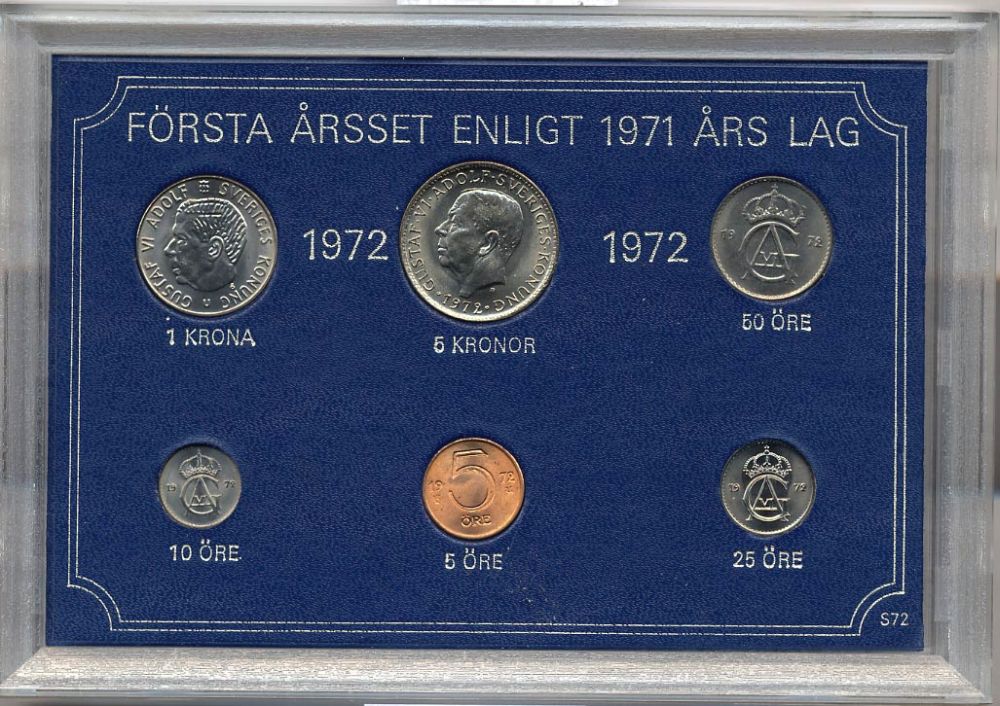 FÖRSTA ÅRSSET ENLIGT 1971 ÅRS LAG
GUSTAF VI ADOLF SVERIGES KONUNG
U S
1 KRONA
1972
GUSTAF·VI·ADOLF·SVERIGES·KONUNG
·1972·
5 KRONOR
1972
19 72
50 ÖRE
19 72
10 ÖRE
19 72
5
ÖRE
5 ÖRE
19 72
25 ÖRE
S72